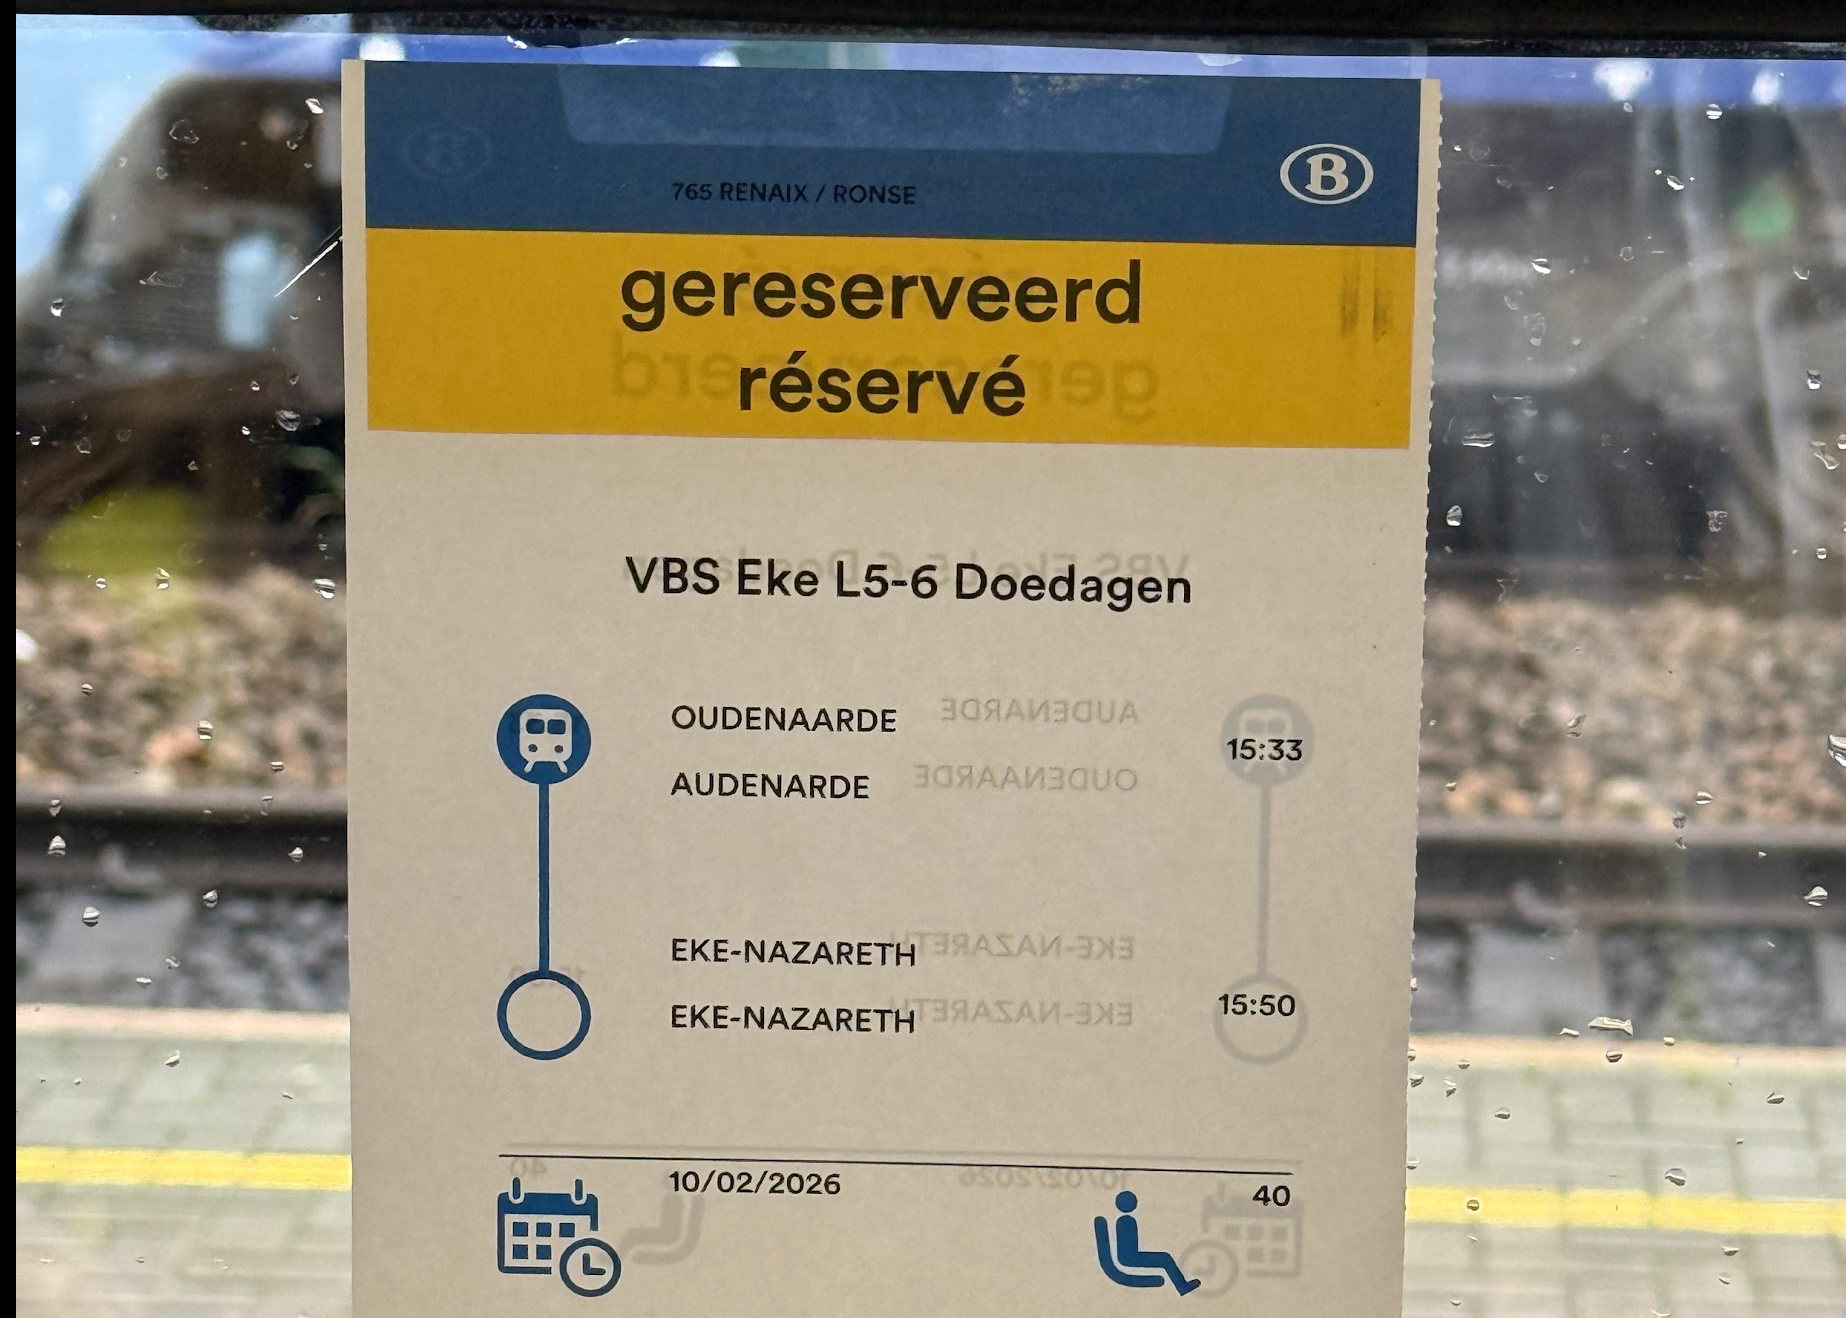 B
765 RENAIX / RONSE
gereserveerd
réservé
VBS Eke L5-6 Doedagen
OUDENAARDE
15:33
AUDENARDE
EKE-NAZARETH
15:50
EKE-NAZARETH
10/02/2026
40